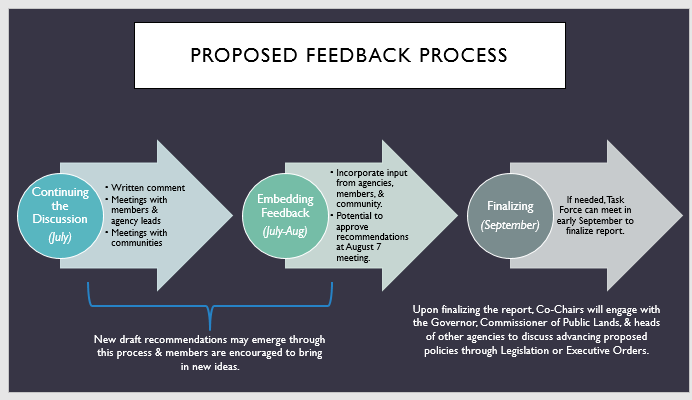 PROPOSED FEEDBACK PROCESS
Continuing
the
Discussion
(July)
• Written comment
• Meetings with
members &
agency leads
• Meetings with
communities
Embedding
Feedback
(July-Aug)
• Incorporate input
from agencies,
members, &
community.
• Potential to
approve
recommendations
at August 7
meeting.
Finalizing
(September)
If needed, Task
Force can meet in
early September to
finalize report.
New draft recommendations may emerge through
this process & members are encouraged to bring
in new ideas.
Upon finalizing the report, Co-Chairs will engage with
the Governor, Commissioner of Public Lands, & heads
of other agencies to discuss advancing proposed
policies through Legislation or Executive Orders.